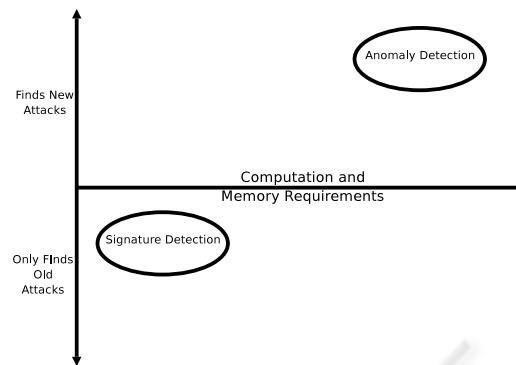 Anomaly Detection
Finds New
Attacks
Computation and
Memory Requirements
Signature Detection
Only FInds
Old
Attacks